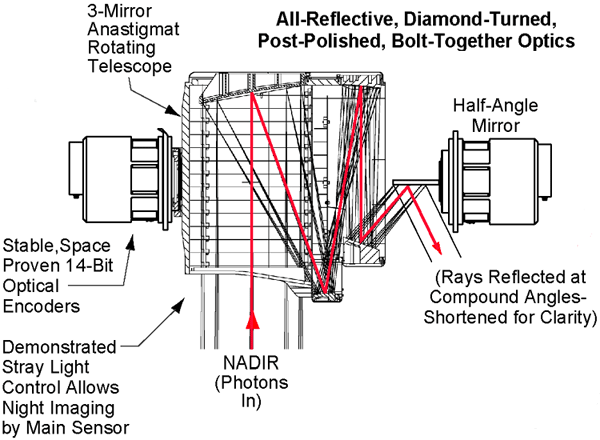 3-Mirror
Anastigmat
Rotating
Telescope
All-Reflective, Diamond-Turned,
Post-Polished, Bolt-Together Optics
Half-Angle
Mirror
Stable,Space
Proven 14-Bit
Optical
Encoders
(Rays Reflected at
Compound Angles-
Shortened for Clarity)
Demonstrated
Stray Light
Control Allows
Night Imaging
by Main Sensor
NADIR
(Photons
In)